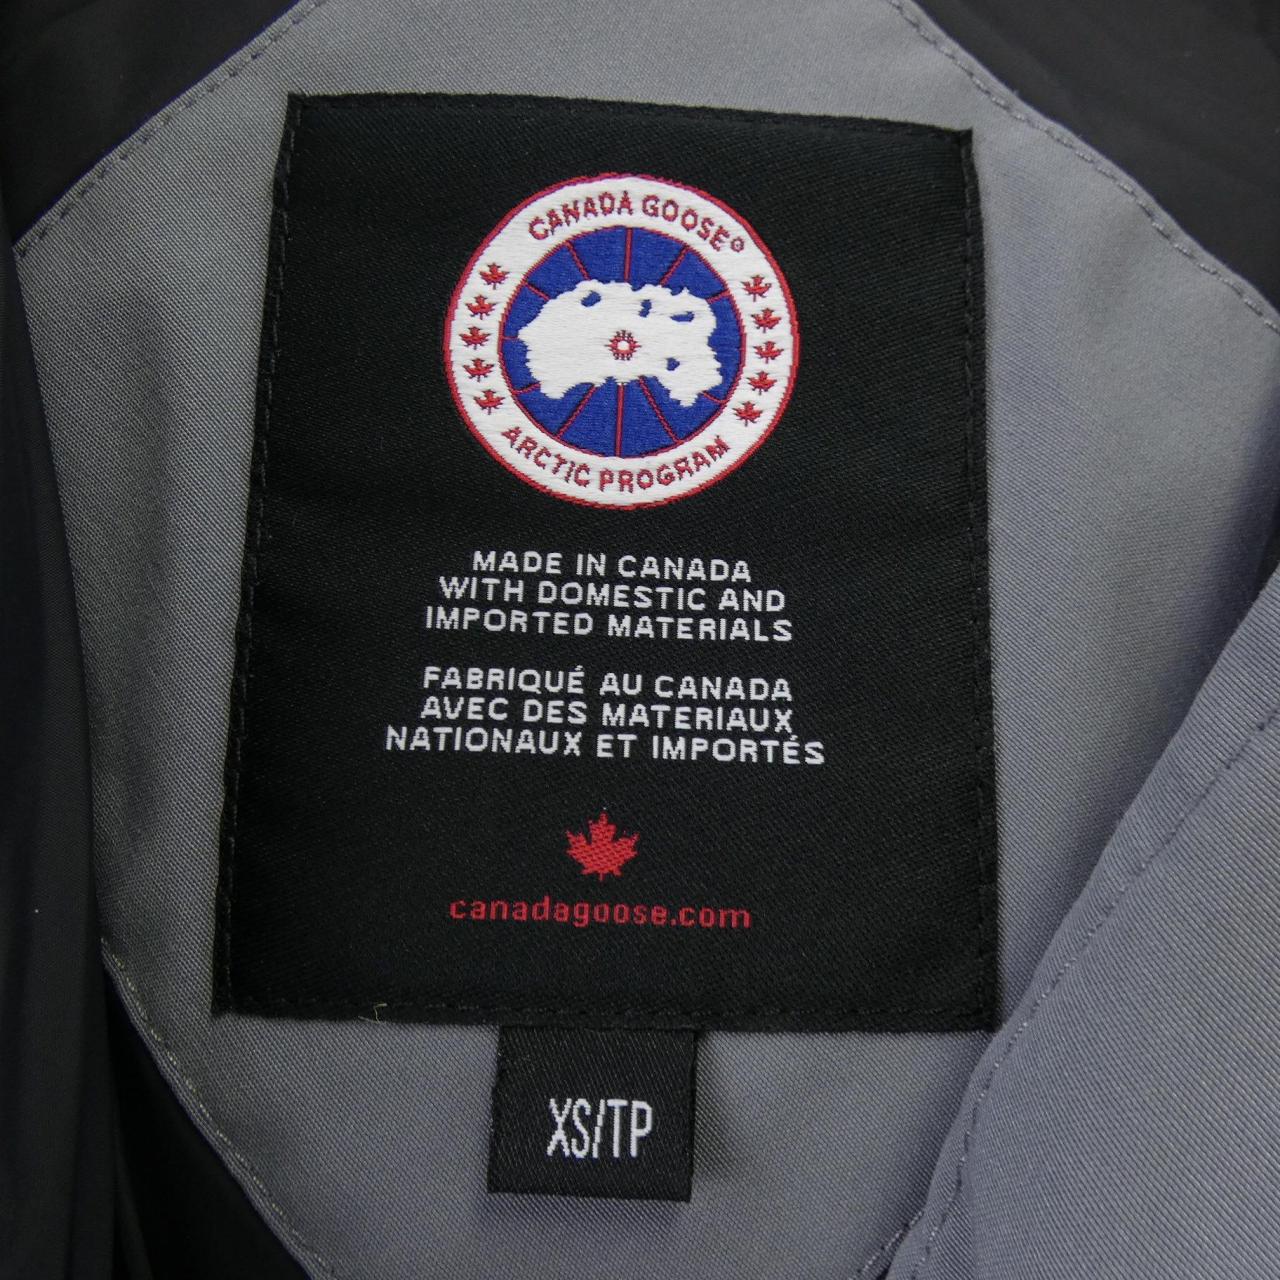 CANADA GOOSE®
ARCTIC PROGRAM
MADE IN CANADA
WITH DOMESTIC AND
IMPORTED MATERIALS
FABRIQUÉ AU CANADA
AVEC DES MATERIAUX
NATIONAUX ET IMPORTÉS
canadagoose.com
XS/TP